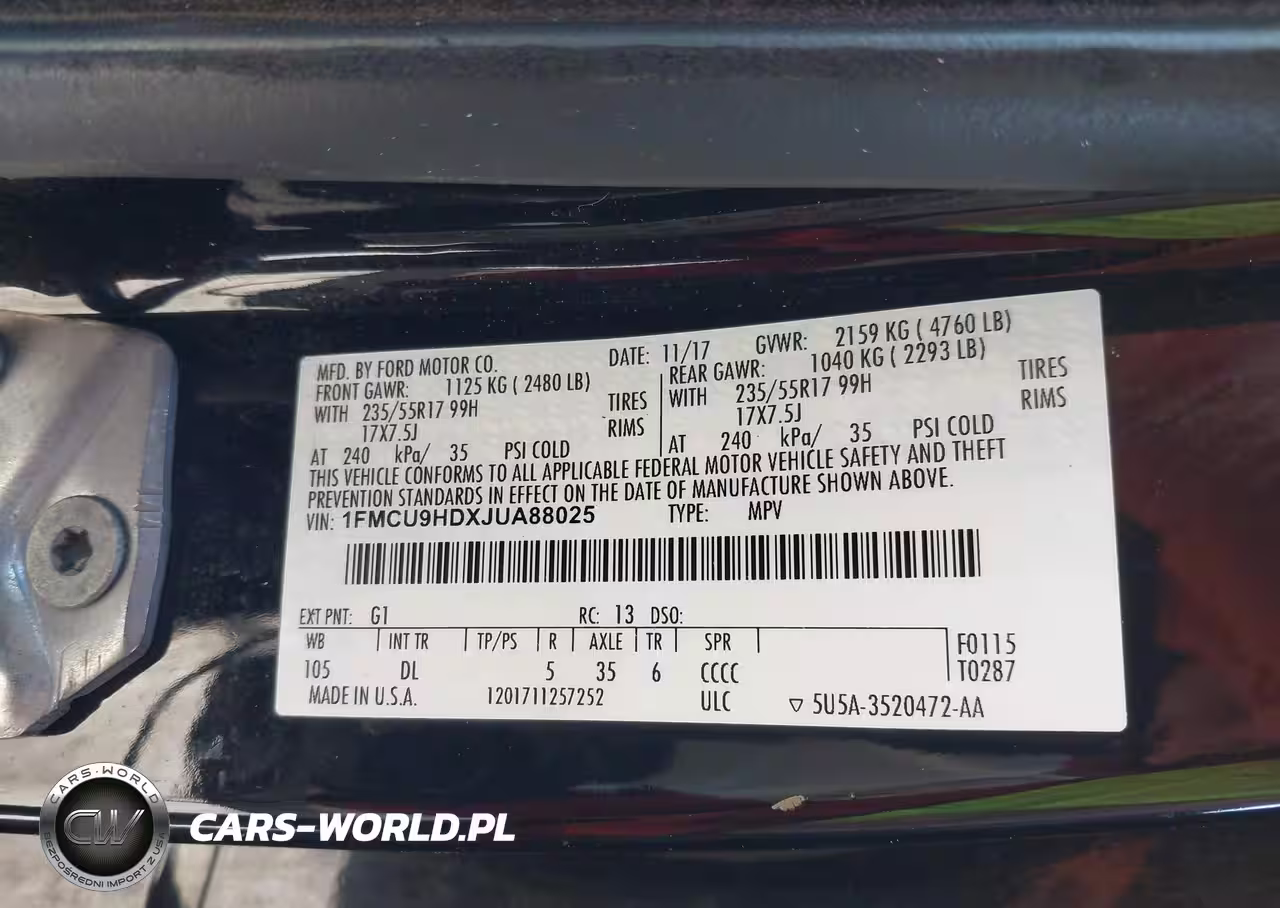 MFD. BY FORD MOTOR CO. DATE: 11/17 GVWR: 2159 KG ( 4760 LB)
FRONT GAWR: 1125 KG ( 2480 LB) REAR GAWR: 1040 KG ( 2293 LB)
WITH 235/55R17 99H TIRES WITH 235/55R17 99H TIRES
17X7.5J RIMS 17X7.5J RIMS
AT 240 kPa/ 35 PSI COLD AT 240 kPa/ 35 PSI COLD
THIS VEHICLE CONFORMS TO ALL APPLICABLE FEDERAL MOTOR VEHICLE SAFETY AND THEFT
PREVENTION STANDARDS IN EFFECT ON THE DATE OF MANUFACTURE SHOWN ABOVE.
VIN: 1FMCU9HDXJUA88025 TYPE: MPV
EXT PNT: G1 RC: 13 DSO:
WB INT TR TP/PS R AXLE TR SPR F0115
105 DL 5 35 6 CCCC T0287
MADE IN U.S.A. 1201711257252 ULC ▽ 5U5A-3520472-AA
CARS-WORLD
CW
BEZPOŚREDNI IMPORT Z USA
CARS-WORLD.PL